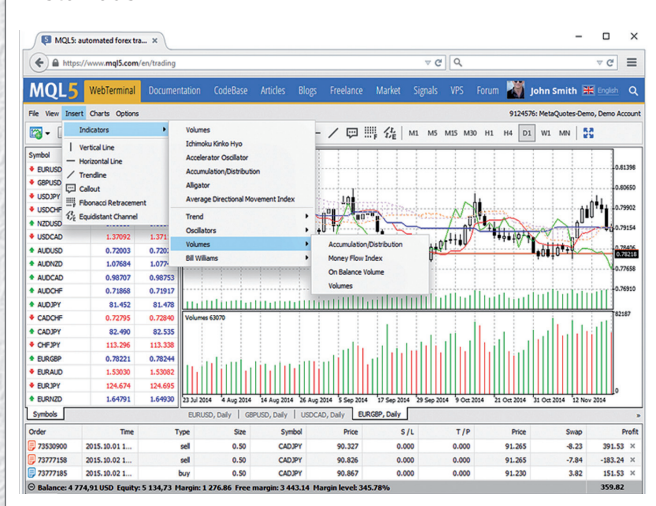 MQL5: automated forex tra... ×
https://www.mql5.com/en/trading
MQL5 WebTerminal Documentation CodeBase Articles Blogs Freelance Market Signals VPS Forum John Smith English
File View Insert Charts Options 9124576: MetaQuotes-Demo, Demo Account
M1 M5 M15 M30 H1 H4 D1 W1 MN
Indicators
Vertical Line
Horizontal Line
Trendline
Callout
Fibonacci Retracement
Equidistant Channel
Volumes
Ichimoku Kinko Hyo
Accelerator Oscillator
Accumulation/Distribution
Alligator
Average Directional Movement Index
Trend
Oscillators
Volumes
Bill Williams
Accumulation/Distribution
Money Flow Index
On Balance Volume
Volumes
Symbol
EURUSD
GBPUSD
USDJPY
USDCHF
NZDUSD
USDCAD 1.37092 1.371
AUDUSD 0.72003
AUDNZD 1.07684
AUDCAD 0.98707 0.98753
AUDCHF 0.71868 0.71917
AUDJPY 81.452 81.478
CADCHF 0.72795 0.72840
CADJPY 82.490 82.535
CHFJPY 113.296 113.338
EURGBP 0.78221 0.78244
EURAUD 1.53030 1.53082
EURJPY 124.674 124.695
EURNZD 1.64791 1.64930
0.81398
0.80650
0.79902
0.79154
0.78406
0.78218
0.77658
0.76910
Volumes 63070
82187
0
23 Jul 2014 4 Aug 2014 14 Aug 2014 26 Aug 2014 5 Sep 2014 17 Sep 2014 29 Sep 2014 9 Oct 2014 21 Oct 2014 31 Oct 2014 12 Nov 2014
Symbols EURUSD, Daily GBPUSD, Daily USDCAD, Daily EURGBP, Daily
Order Time Type Size Symbol Price S / L T / P Price Swap Profit
73530900 2015.10.01 1... sell 0.50 CADJPY 90.327 0.000 0.000 91.265 -8.23 391.53 ×
73777158 2015.10.02 1... sell 0.50 CADJPY 90.826 0.000 0.000 91.265 -7.84 -183.24 ×
73777185 2015.10.02 1... buy 0.50 CADJPY 90.867 0.000 0.000 91.230 3.82 151.53 ×
Balance: 4 774,91 USD Equity: 5 134,73 Margin: 1 276.86 Free margin: 3 443.14 Margin level: 345.78% 359.82